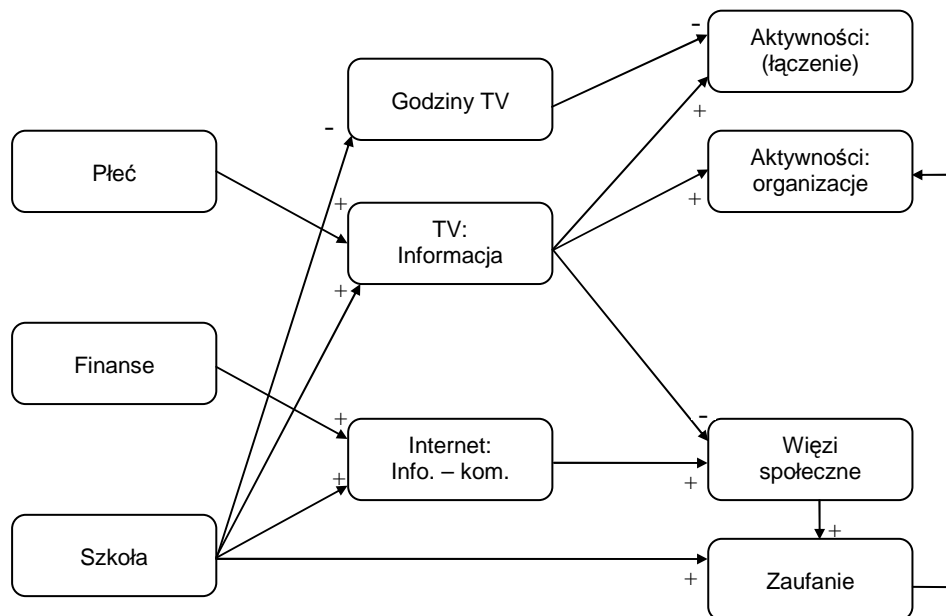 Płeć
Finanse
Szkoła
-
Godziny TV
+
TV:
Informacja
+
+
Internet:
Info. – kom.
+
-
Aktywności:
(łączenie)
+
Aktywności:
organizacje
+
-
Więzi
społeczne
+
+
Zaufanie
+